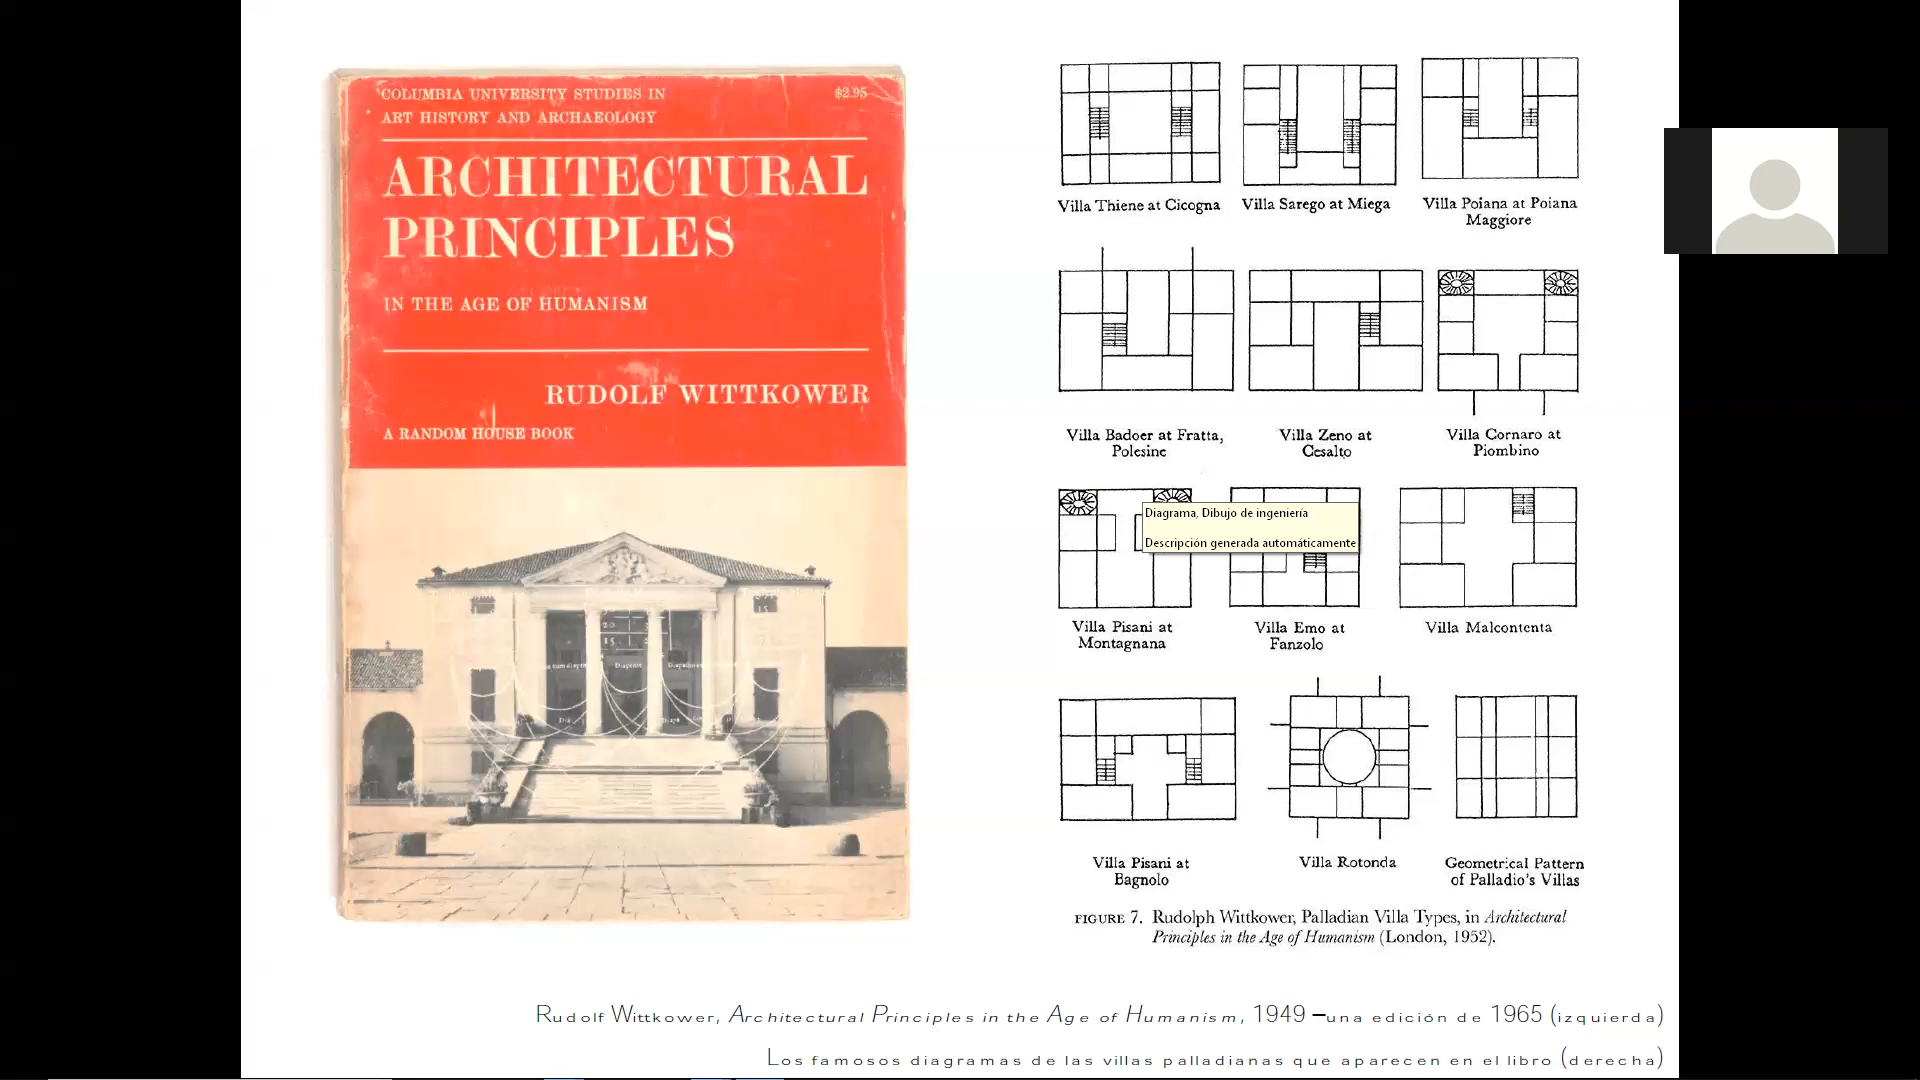 COLUMBIA UNIVERSITY STUDIES IN
$2.95
ART HISTORY AND ARCHAEOLOGY
ARCHITECTURAL
PRINCIPLES
IN THE AGE OF HUMANISM
RUDOLF WITTKOWER
A RANDOM HOUSE BOOK
Villa Thiene at Cicogna
Villa Sarego at Miega
Villa Poiana at Poiana
Maggiore
Villa Badoer at Fratta,
Polesine
Villa Zeno at
Cesalto
Villa Cornaro at
Piombino
Diagrama, Dibujo de ingeniería
Descripción generada automáticamente
Villa Pisani at
Montagnana
Villa Emo at
Fanzolo
Villa Malcontenta
Villa Pisani at
Bagnolo
Villa Rotonda
Geometrical Pattern
of Palladio's Villas
FIGURE 7. Rudolph Wittkower, Palladian Villa Types, in Architectural
Principles in the Age of Humanism (London, 1952).
Rudolf Wittkower, Architectural Principles in the Age of Humanism, 1949 –una edición de 1965 (izquierda)
Los famosos diagramas de las villas palladianas que aparecen en el libro (derecha)